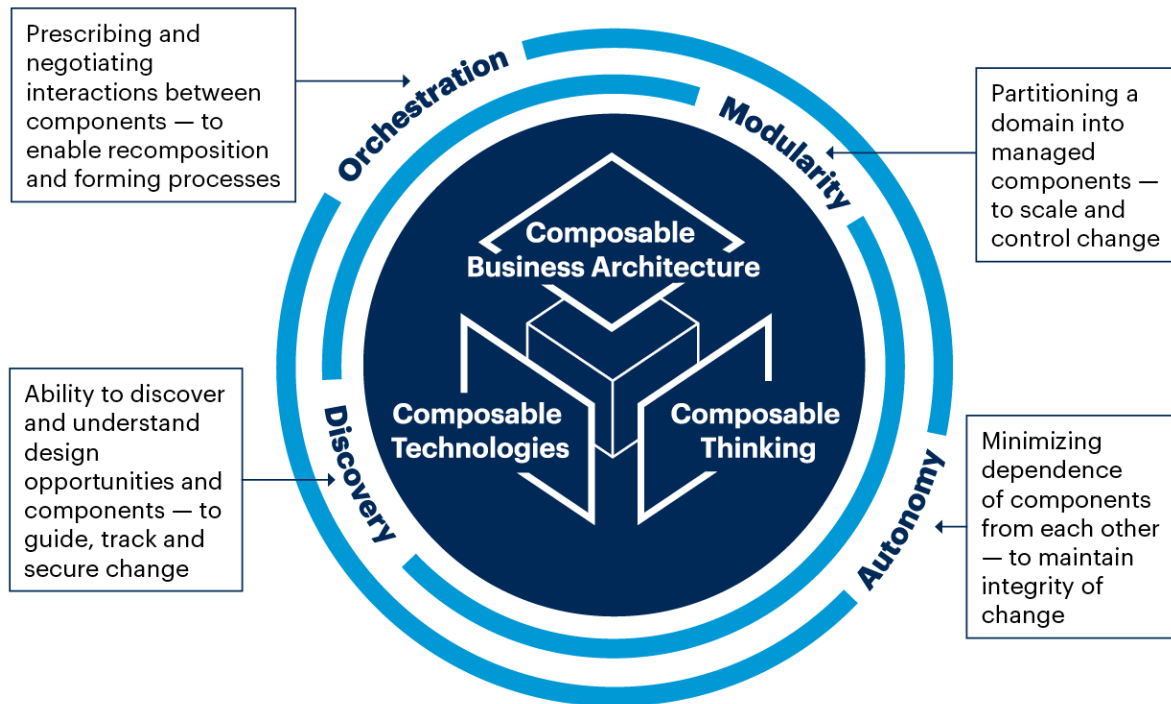 Prescribing and
negotiating
interactions between
components — to
enable recomposition
and forming processes
Orchestration
Modularity
Partitioning a
domain into
managed
components —
to scale and
control change
Composable
Business Architecture
Composable
Technologies
Composable
Thinking
Ability to discover
and understand
design
opportunities and
components — to
guide, track and
secure change
Discovery
Autonomy
Minimizing
dependence
of components
from each other
— to maintain
integrity of
change